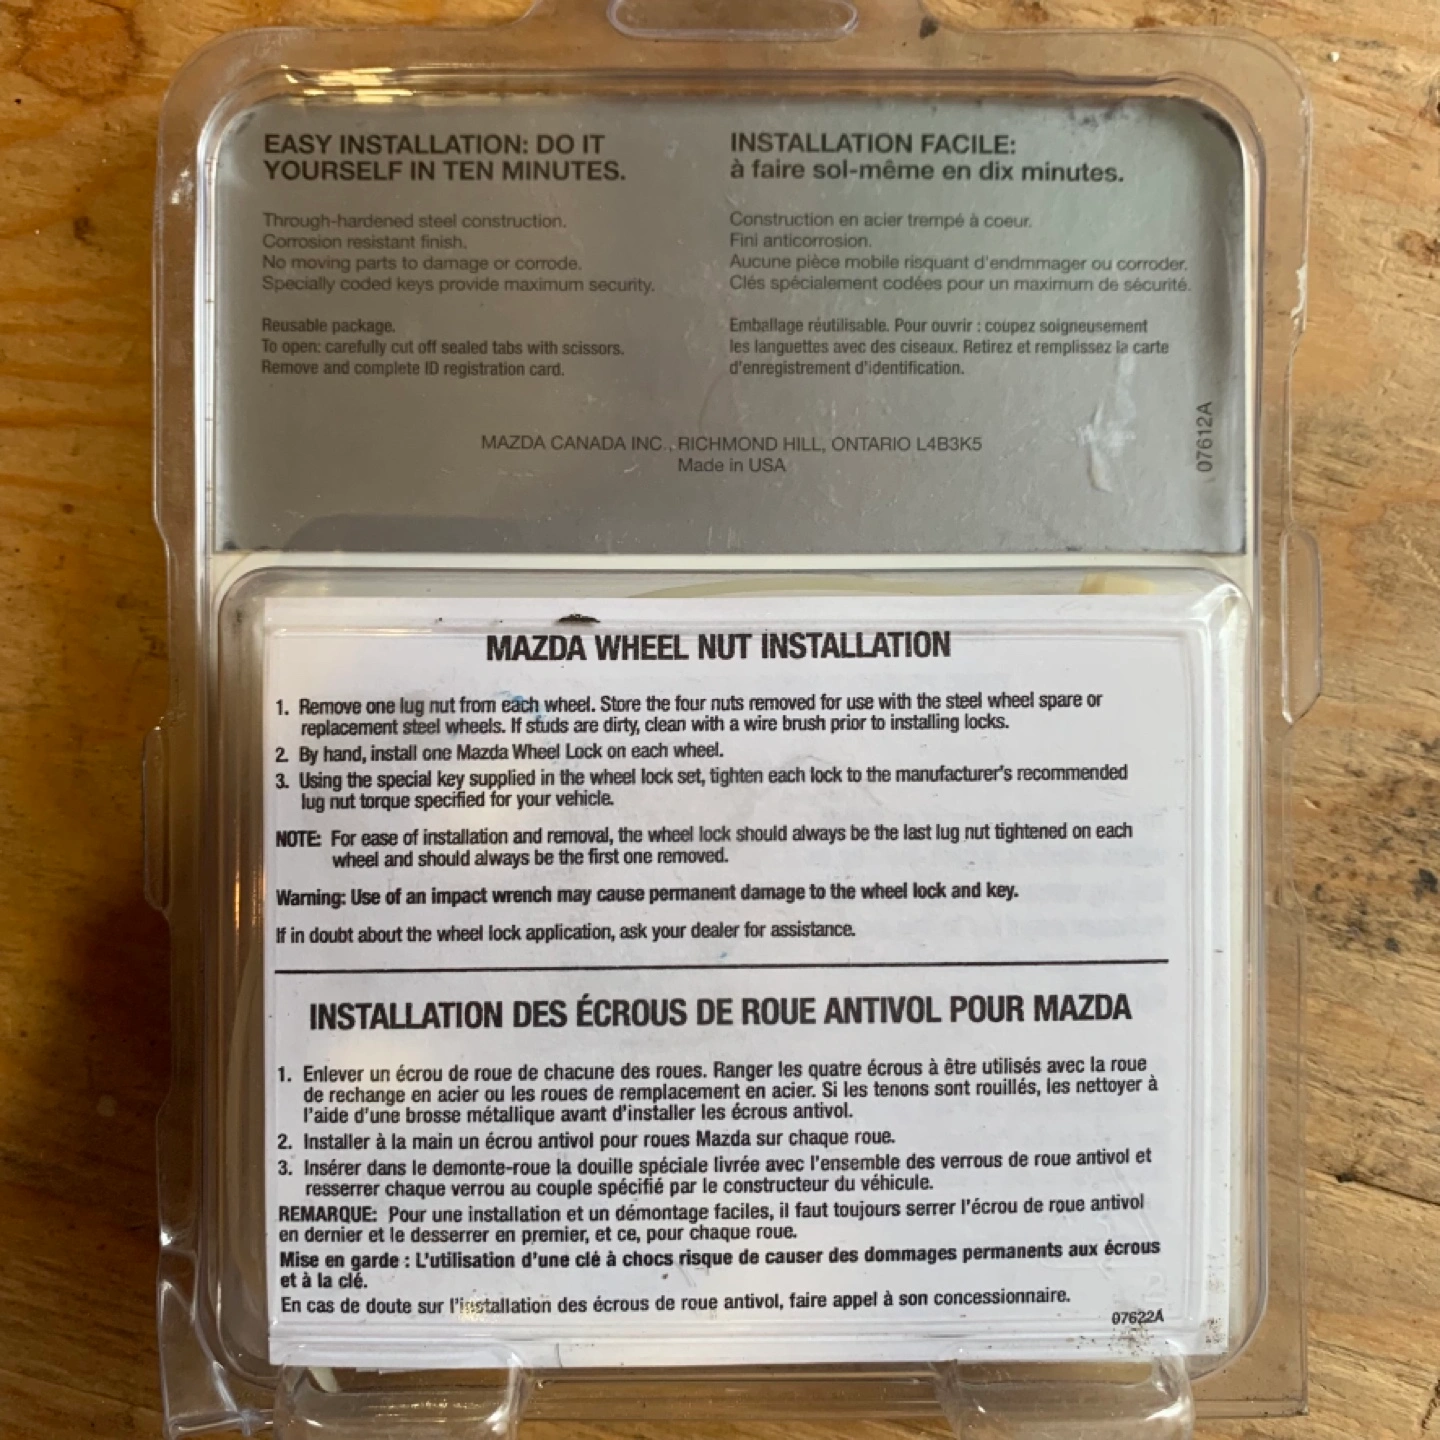 EASY INSTALLATION: DO IT
YOURSELF IN TEN MINUTES.
Through-hardened steel construction.
Corrosion resistant finish.
No moving parts to damage or corrode.
Specially coded keys provide maximum security.
Reusable package.
To open: carefully cut off sealed tabs with scissors.
Remove and complete ID registration card.
INSTALLATION FACILE:
à faire sol-même en dix minutes.
Construction en acier trempé à coeur.
Fini anticorrosion.
Aucune pièce mobile risquant d'endmmager ou corroder.
Clés spécialement codées pour un maximum de sécurité.
Emballage réutilisable. Pour ouvrir : coupez soigneusement
les languettes avec des ciseaux. Retirez et remplissez la carte
d'enregistrement d'identification.
MAZDA CANADA INC., RICHMOND HILL, ONTARIO L4B3K5
Made in USA
07612A
MAZDA WHEEL NUT INSTALLATION
1. Remove one lug nut from each wheel. Store the four nuts removed for use with the steel wheel spare or
replacement steel wheels. If studs are dirty, clean with a wire brush prior to installing locks.
2. By hand, install one Mazda Wheel Lock on each wheel.
3. Using the special key supplied in the wheel lock set, tighten each lock to the manufacturer's recommended
lug nut torque specified for your vehicle.
NOTE: For ease of installation and removal, the wheel lock should always be the last lug nut tightened on each
wheel and should always be the first one removed.
Warning: Use of an impact wrench may cause permanent damage to the wheel lock and key.
If in doubt about the wheel lock application, ask your dealer for assistance.
INSTALLATION DES ÉCROUS DE ROUE ANTIVOL POUR MAZDA
1. Enlever un écrou de roue de chacune des roues. Ranger les quatre écrous à être utilisés avec la roue
de rechange en acier ou les roues de remplacement en acier. Si les tenons sont rouillés, les nettoyer à
l'aide d'une brosse métallique avant d'installer les écrous antivol.
2. Installer à la main un écrou antivol pour roues Mazda sur chaque roue.
3. Insérer dans le demonte-roue la douille spéciale livrée avec l'ensemble des verrous de roue antivol et
resserrer chaque verrou au couple spécifié par le constructeur du véhicule.
REMARQUE: Pour une installation et un démontage faciles, il faut toujours serrer l'écrou de roue antivol
en dernier et le desserrer en premier, et ce, pour chaque roue.
Mise en garde : L'utilisation d'une clé à chocs risque de causer des dommages permanents aux écrous
et à la clé.
En cas de doute sur l'installation des écrous de roue antivol, faire appel à son concessionnaire.
07622A